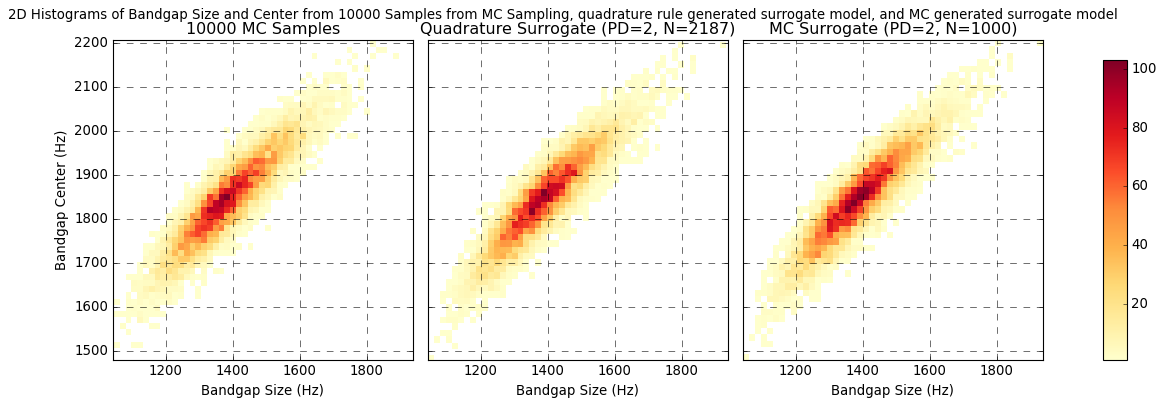 2D Histograms of Bandgap Size and Center from 10000 Samples from MC Sampling, quadrature rule generated surrogate model, and MC generated surrogate model
10000 MC Samples
Quadrature Surrogate (PD=2, N=2187)
MC Surrogate (PD=2, N=1000)
Bandgap Center (Hz)
2200
2100
2000
1900
1800
1700
1600
1500
1200 1400 1600 1800
1200 1400 1600 1800
1200 1400 1600 1800
Bandgap Size (Hz)
Bandgap Size (Hz)
Bandgap Size (Hz)
100
80
60
40
20